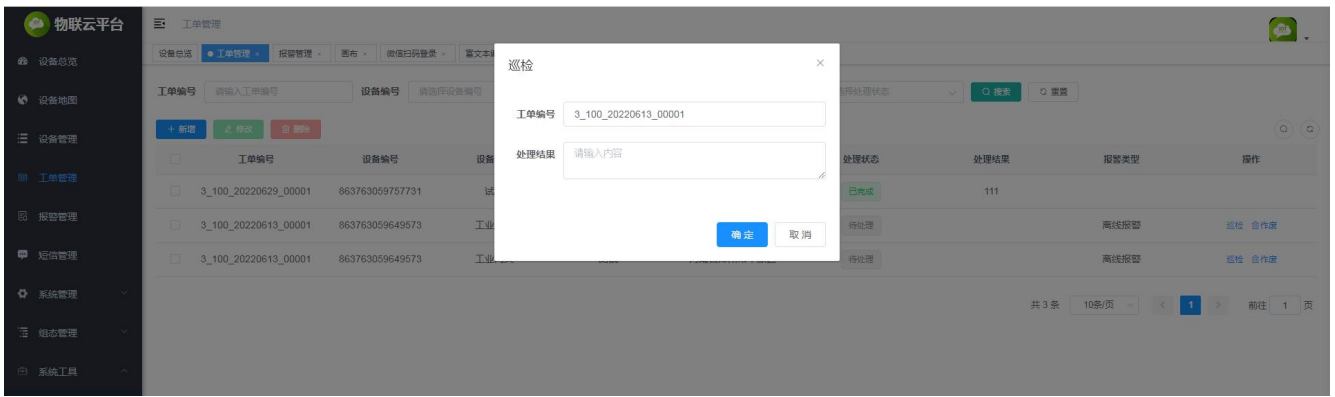 物联云平台
工单管理
设备总览
工单管理 ×
报警管理 ×
画布 ×
微信扫码登录 ×
富文本
设备总览
设备地图
设备管理
工单管理
报警管理
短信管理
系统管理
组态管理
系统工具
工单编号 请输入工单编号
设备编号 请选择设备编号
择处理状态
搜索
重置
+ 新增
修改
删除
工单编号 设备编号 设备 处理状态 处理结果 报警类型 操作
3_100_20220629_00001 863763059757731 试 已完成 111
3_100_20220613_00001 863763059649573 工业 待处理 离线报警 巡检
3_100_20220613_00001 863763059649573 待处理 离线报警 巡检
巡检 ×
工单编号 3_100_20220613_00001
处理结果 请输入内容
确定 取消
共 3 条 10条/页 < 1 > 前往 1 页